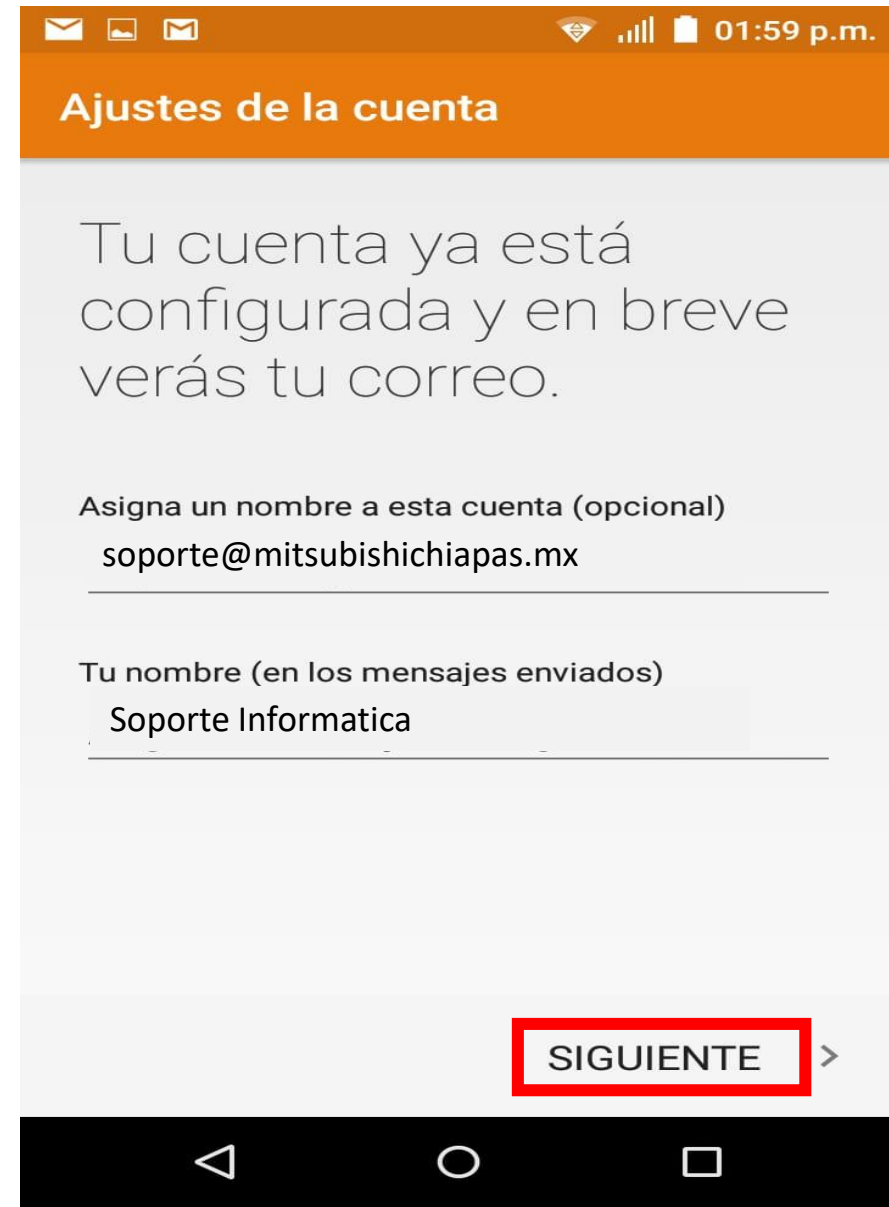 01:59 p.m.
Ajustes de la cuenta
Tu cuenta ya está
configurada y en breve
verás tu correo.
Asigna un nombre a esta cuenta (opcional)
soporte@mitsubishichiapas.mx
Tu nombre (en los mensajes enviados)
Soporte Informatica
SIGUIENTE >